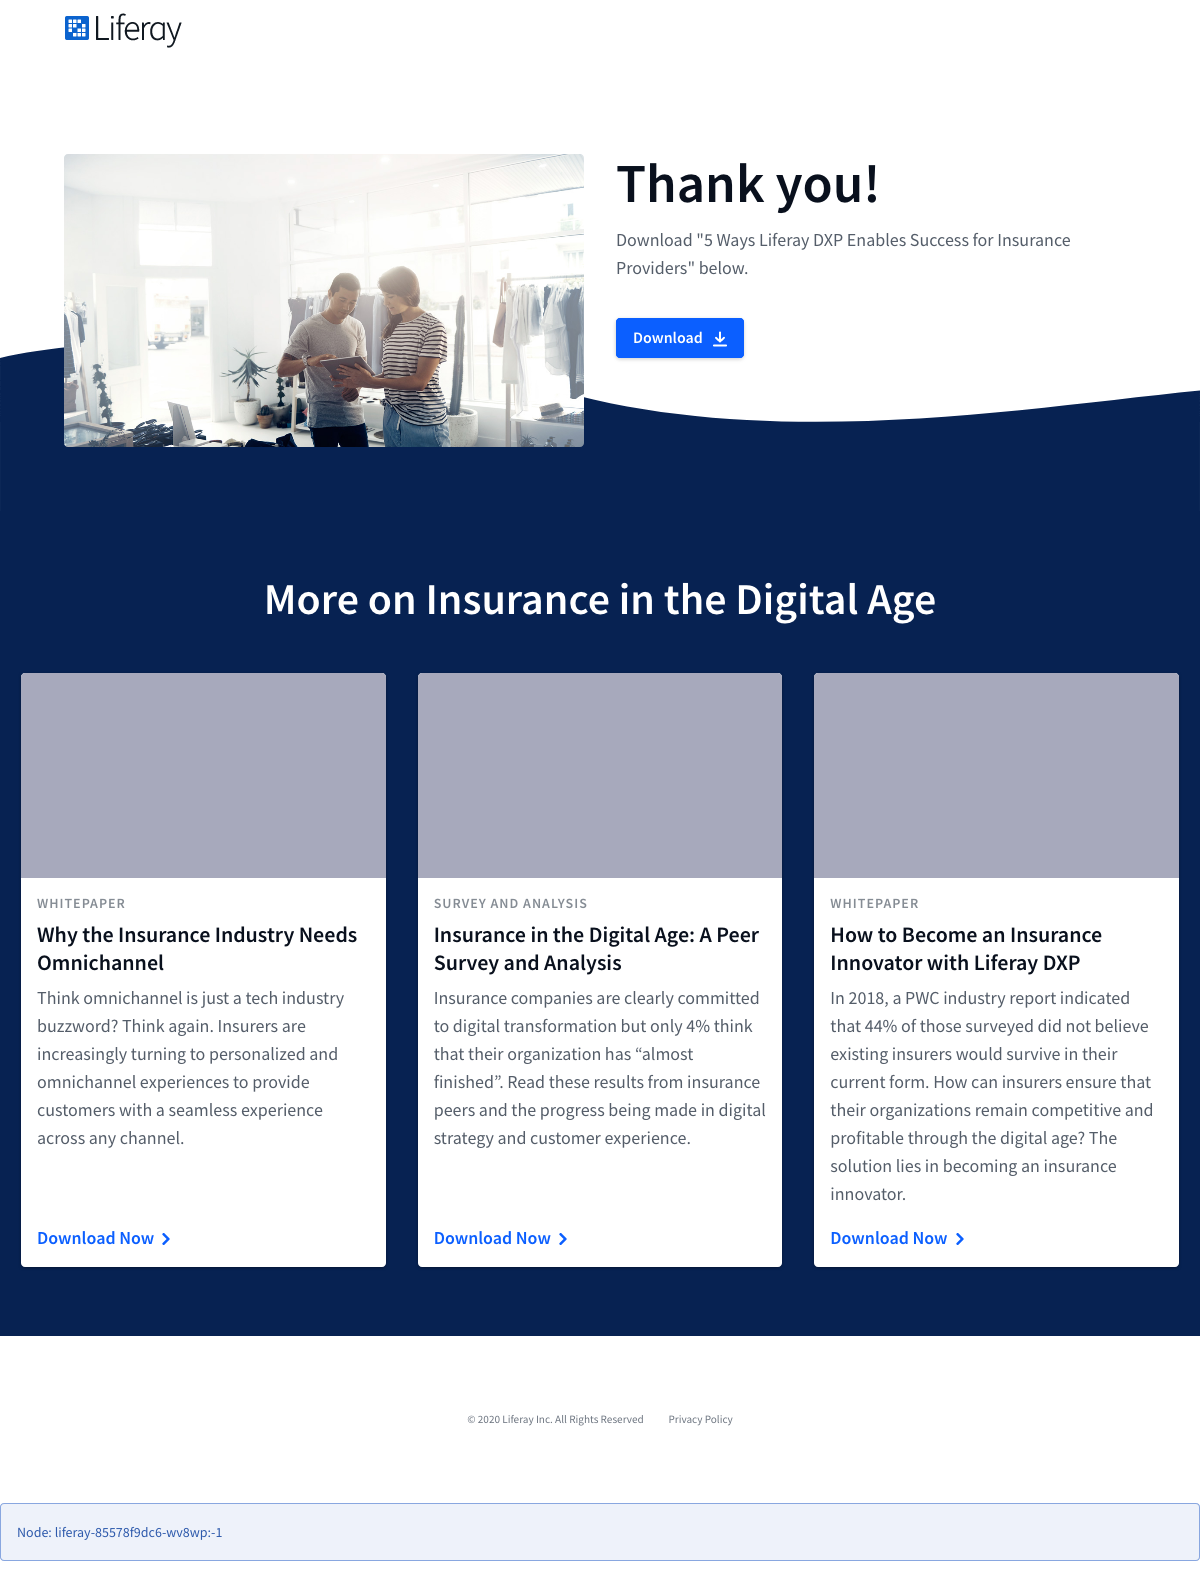 Liferay
Thank you!
Download "5 Ways Liferay DXP Enables Success for Insurance
Providers" below.
Download
More on Insurance in the Digital Age
WHITEPAPER
Why the Insurance Industry Needs
Omnichannel
Think omnichannel is just a tech industry
buzzword? Think again. Insurers are
increasingly turning to personalized and
omnichannel experiences to provide
customers with a seamless experience
across any channel.
Download Now
SURVEY AND ANALYSIS
Insurance in the Digital Age: A Peer
Survey and Analysis
Insurance companies are clearly committed
to digital transformation but only 4% think
that their organization has “almost
finished”. Read these results from insurance
peers and the progress being made in digital
strategy and customer experience.
Download Now
WHITEPAPER
How to Become an Insurance
Innovator with Liferay DXP
In 2018, a PWC industry report indicated
that 44% of those surveyed did not believe
existing insurers would survive in their
current form. How can insurers ensure that
their organizations remain competitive and
profitable through the digital age? The
solution lies in becoming an insurance
innovator.
Download Now
© 2020 Liferay Inc. All Rights Reserved Privacy Policy
Node: liferay-85578f9dc6-wv8wp:-1